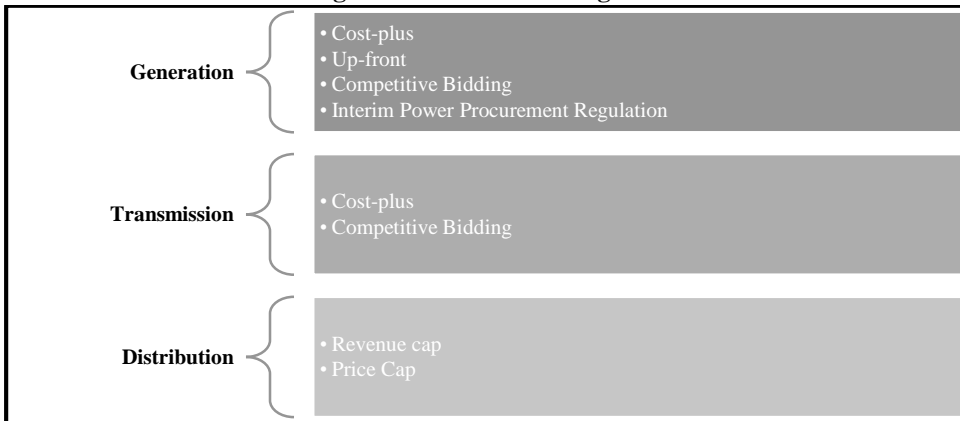 Generation
• Cost-plus
• Up-front
• Competitive Bidding
• Interim Power Procurement Regulation
Transmission
• Cost-plus
• Competitive Bidding
Distribution
• Revenue cap
• Price Cap